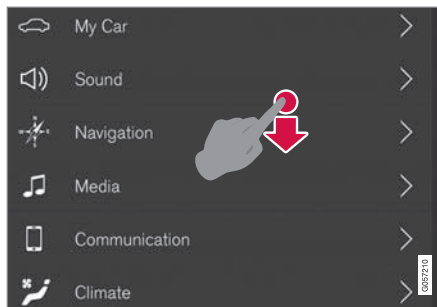 My Car
Sound
Navigation
Media
Communication
Climate
G057210